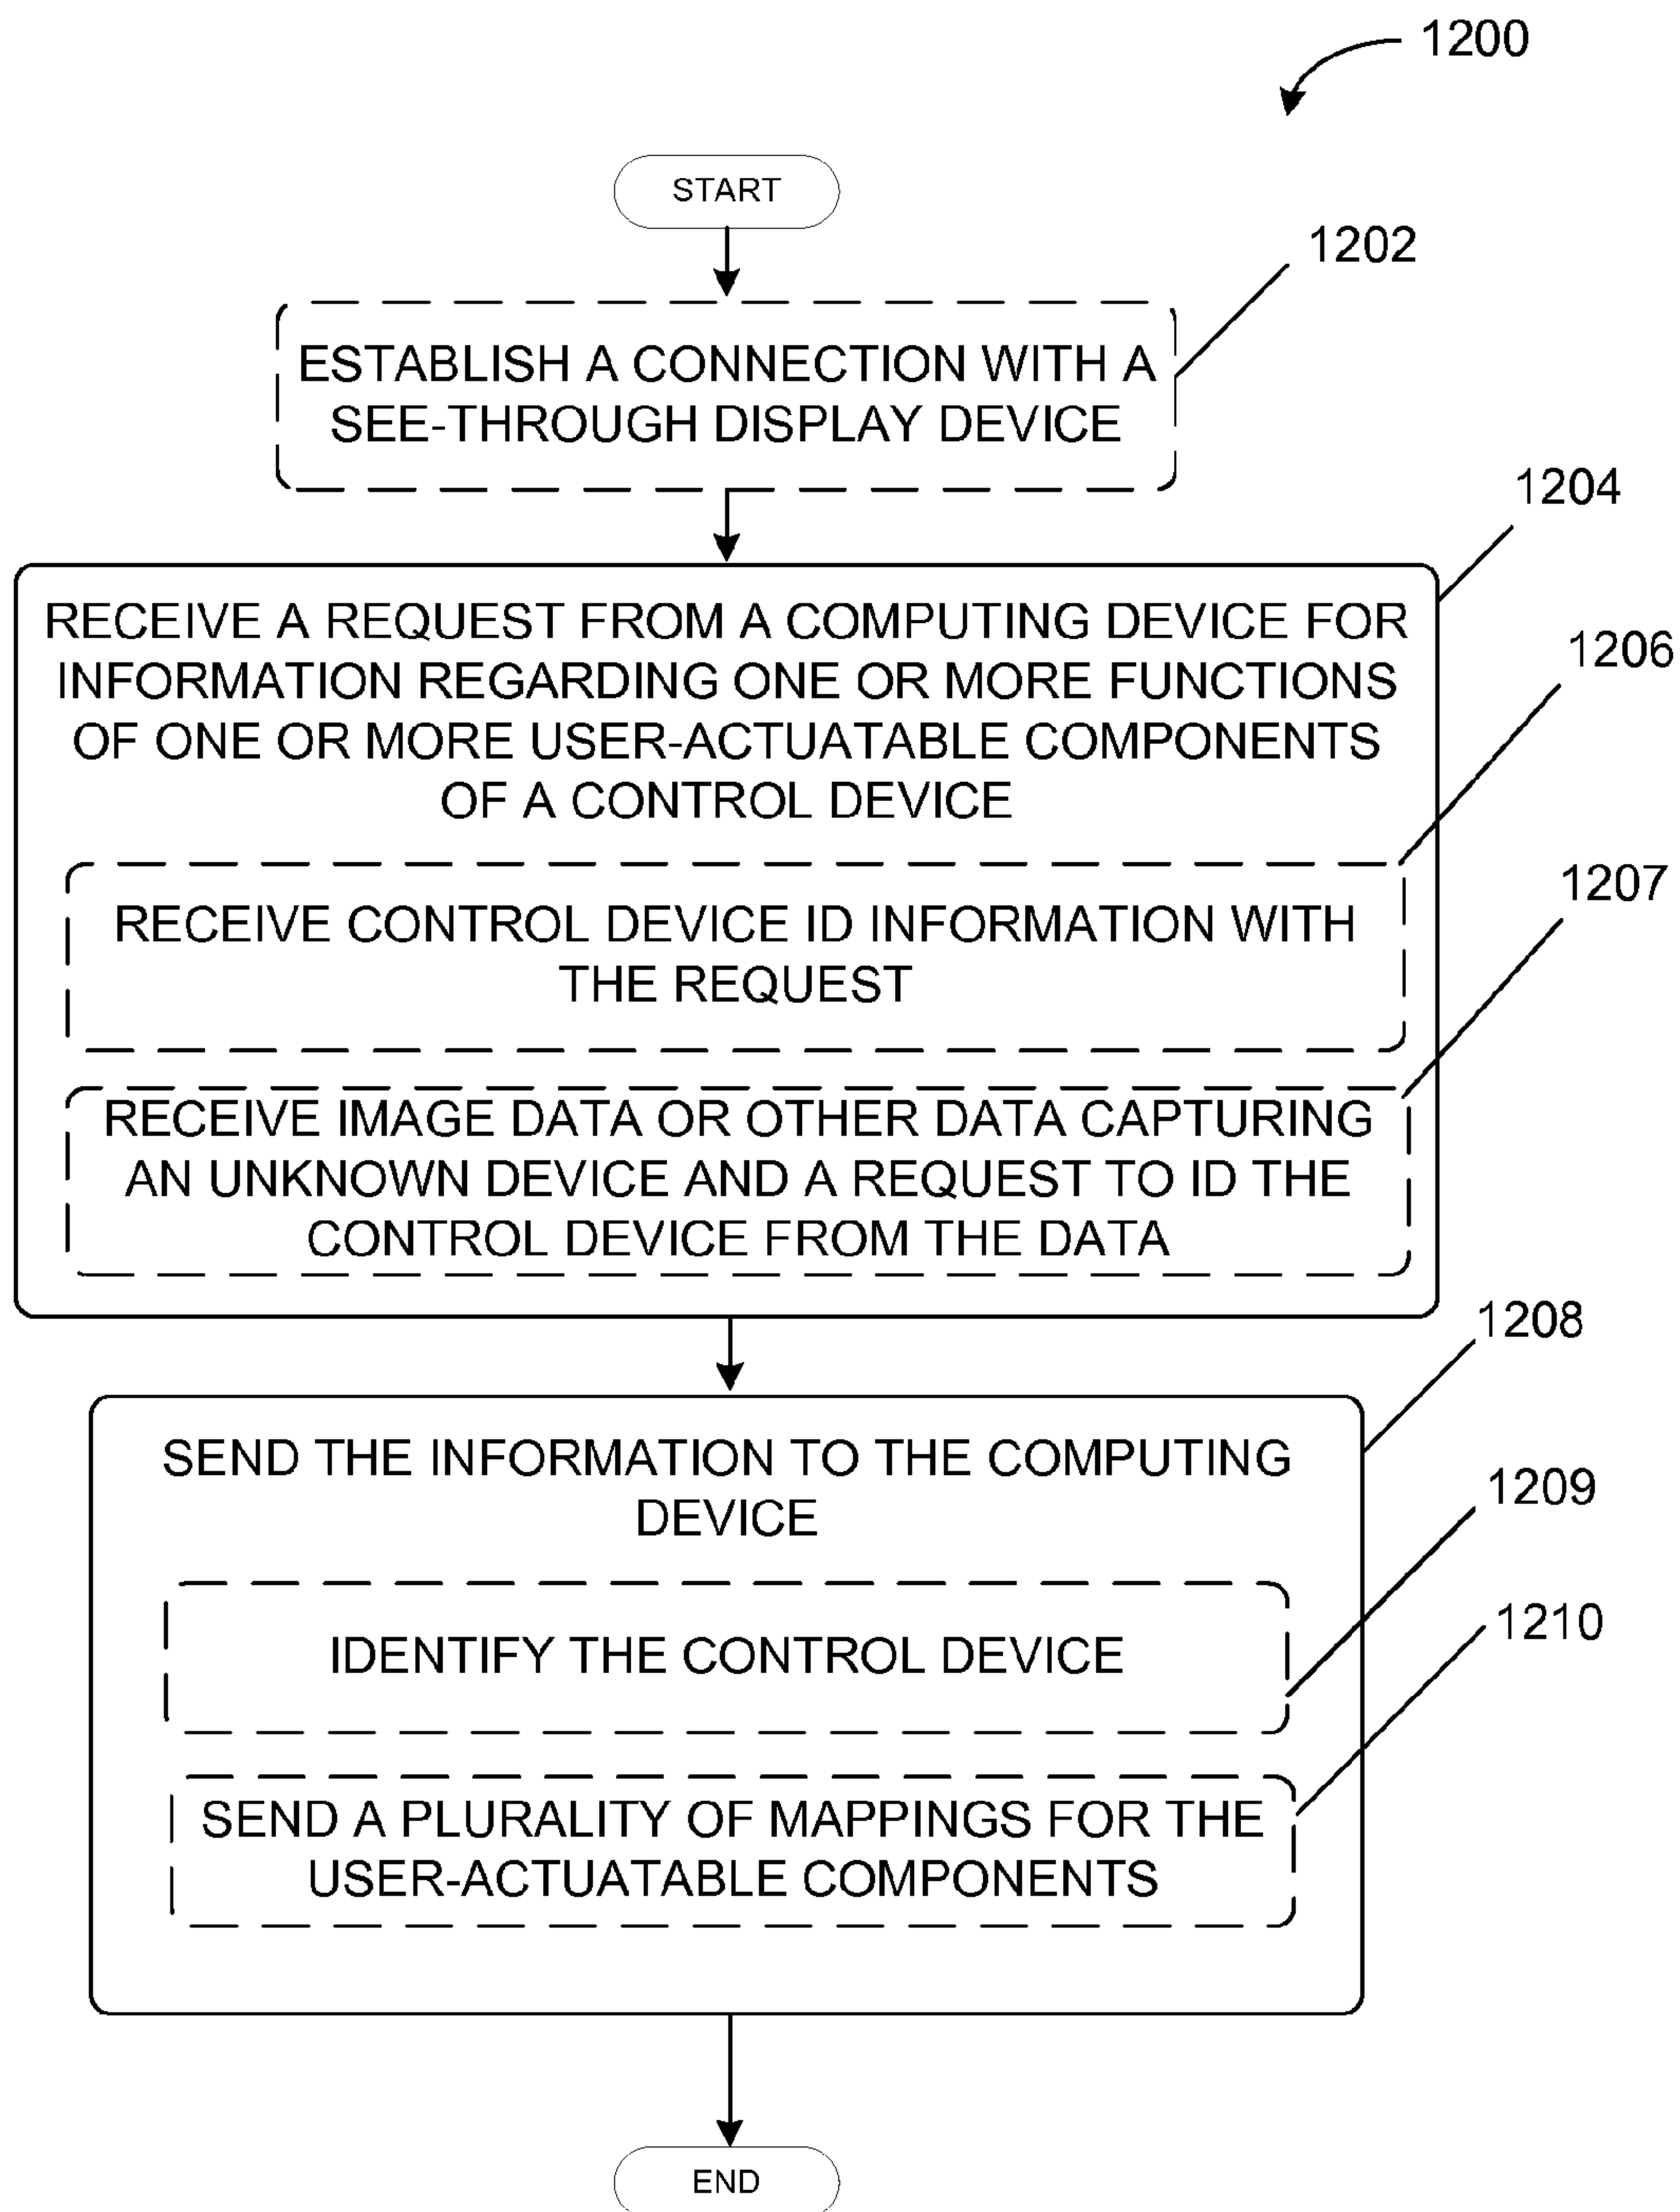 1200
START
1202
ESTABLISH A CONNECTION WITH A
SEE-THROUGH DISPLAY DEVICE
1204
RECEIVE A REQUEST FROM A COMPUTING DEVICE FOR
INFORMATION REGARDING ONE OR MORE FUNCTIONS
OF ONE OR MORE USER-ACTUATABLE COMPONENTS
OF A CONTROL DEVICE
1206
RECEIVE CONTROL DEVICE ID INFORMATION WITH
THE REQUEST
1207
RECEIVE IMAGE DATA OR OTHER DATA CAPTURING
AN UNKNOWN DEVICE AND A REQUEST TO ID THE
CONTROL DEVICE FROM THE DATA
1208
SEND THE INFORMATION TO THE COMPUTING
DEVICE
1209
IDENTIFY THE CONTROL DEVICE
1210
SEND A PLURALITY OF MAPPINGS FOR THE
USER-ACTUATABLE COMPONENTS
END